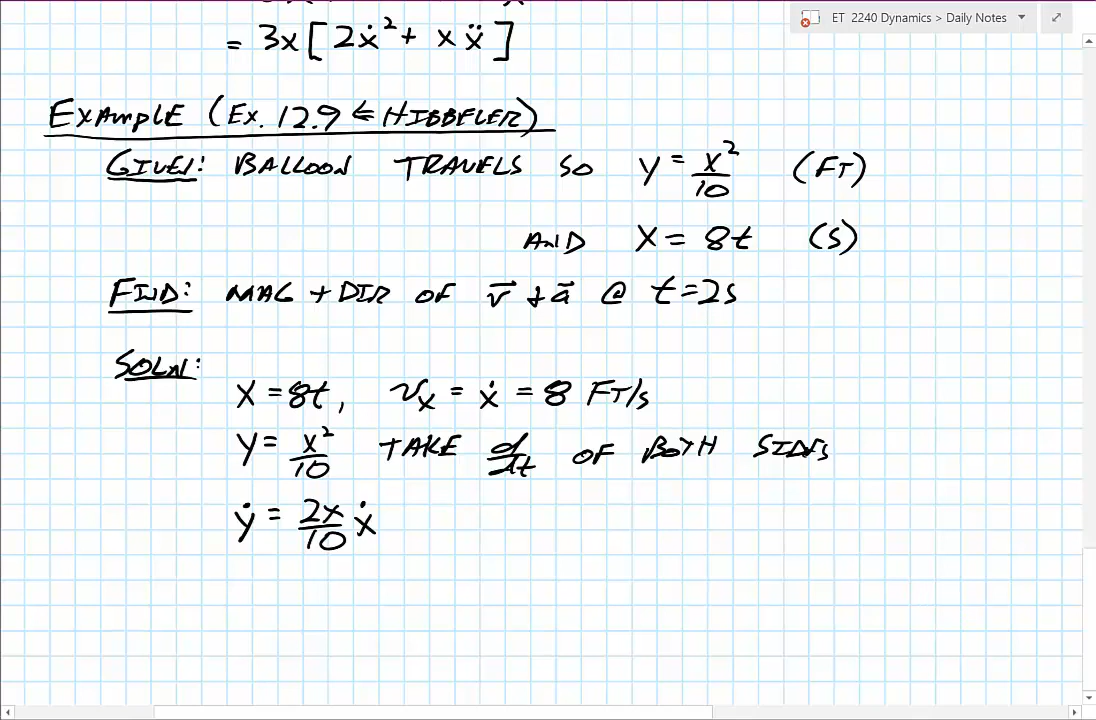 ET 2240 Dynamics > Daily Notes
= 3x[2ẋ² + xẍ]
EXAMPLE (EX. 12.9 ⇐ HIBBELER)
GIVEN: BALLOON TRAVELS SO y = x²/10 (FT)
AND x = 8t (S)
FIND: MAG + DIR OF v⃗ + a⃗ @ t=2S
SOLN:
x = 8t, vₓ = ẋ = 8 FT/s
y = x²/10 TAKE d/dt OF BOTH SIDES
ẏ = 2x/10 ẋ